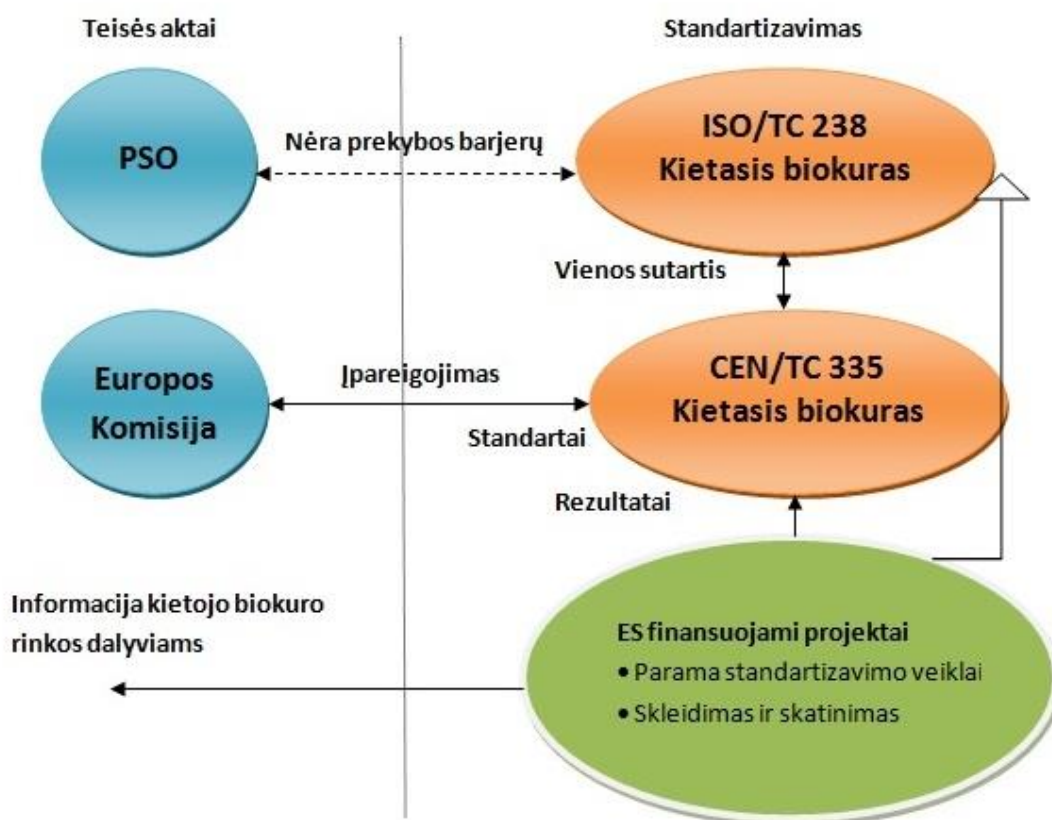 Teisės aktai
Standartizavimas
PSO
Nėra prekybos barjerų
ISO/TC 238
Kietasis biokuras
Vienos sutartis
Europos
Komisija
Įpareigojimas
Standartai
CEN/TC 335
Kietasis biokuras
Rezultatai
Informacija kietojo biokuro
rinkos dalyviams
ES finansuojami projektai
• Parama standartizavimo veiklai
• Skleidimas ir skatinimas